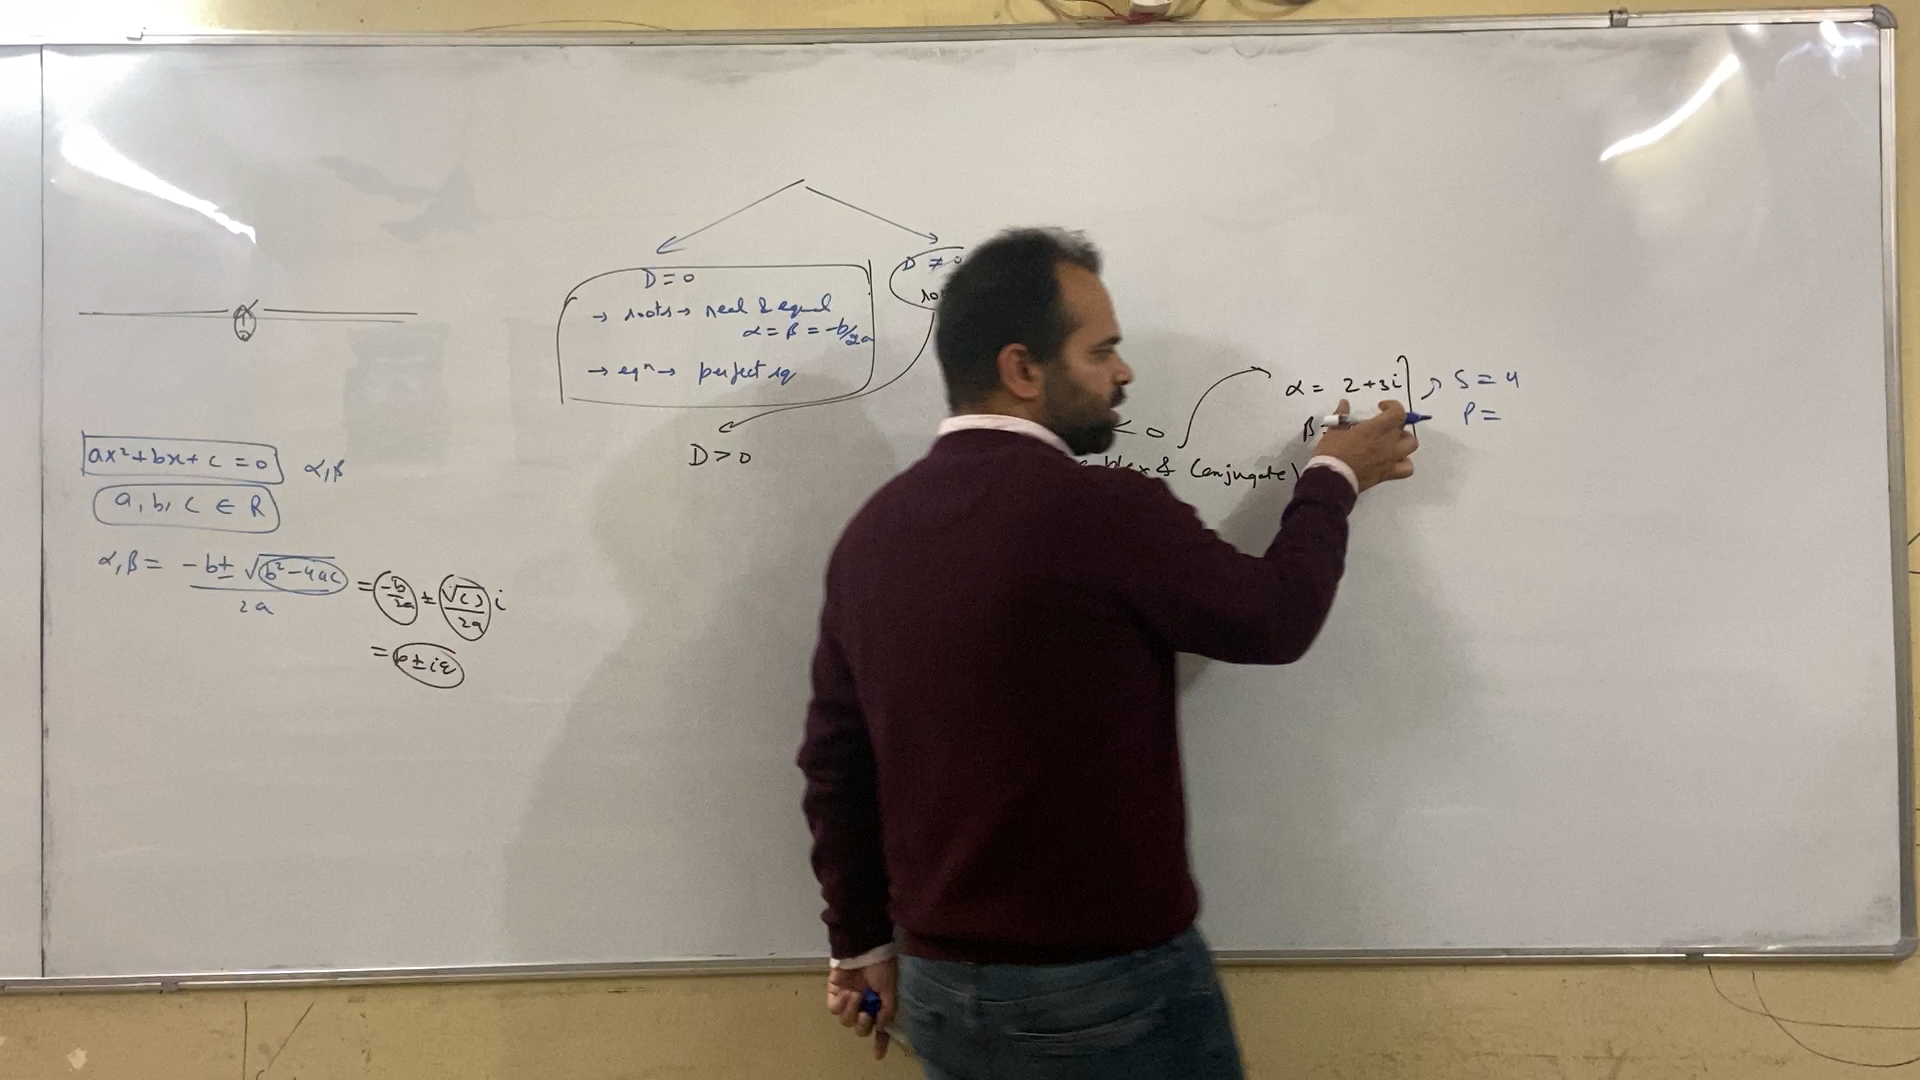 D = 0
→ roots → real & equal
α = β = -b/2a
→ eqⁿ → perfect sq
D ≠ 0
D > 0
< 0
& Conjugate)
α = 2+3i
β =
S = 4
P =
ax²+bx+c = 0 α,β
a, b, c ∈ R
α,β = -b ± √(b²-4ac) / 2a = -b/2a ± √( )/2a i
= p ± iq